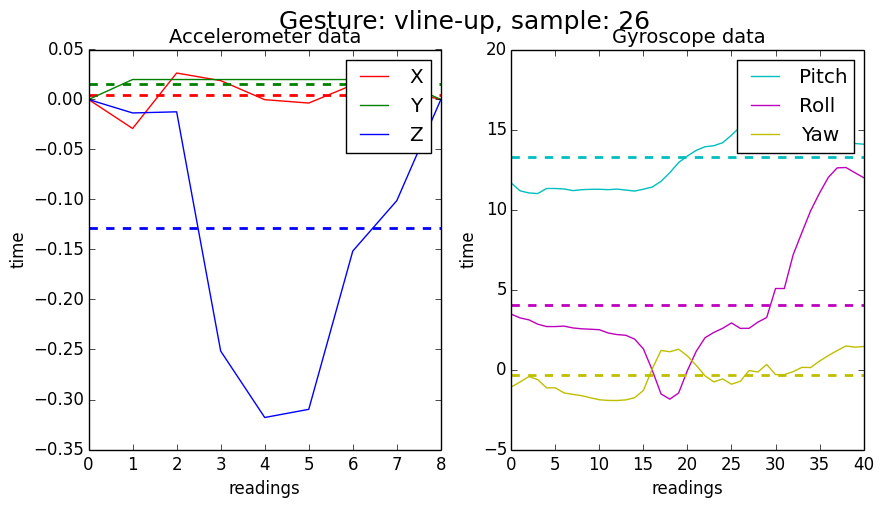 Gesture: vline-up, sample: 26
Accelerometer data
0.05
0.00
−0.05
−0.10
−0.15
−0.20
−0.25
−0.30
−0.35
time
X
Y
Z
0 1 2 3 4 5 6 7 8
readings
Gyroscope data
20
15
10
5
0
−5
time
Pitch
Roll
Yaw
0 5 10 15 20 25 30 35 40
readings